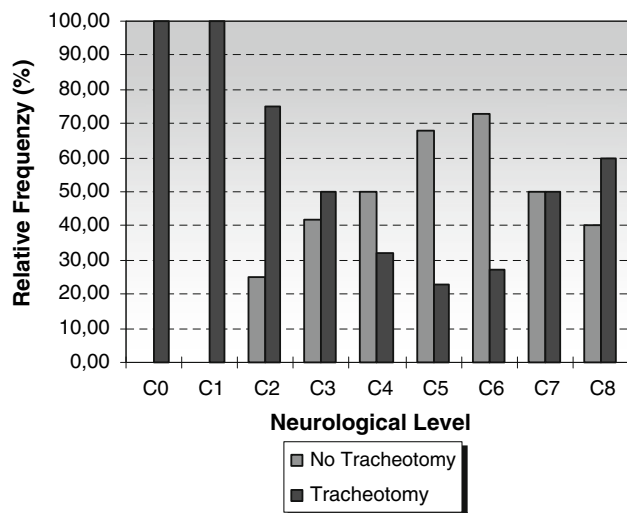 100,00
90,00
80,00
70,00
60,00
50,00
40,00
30,00
20,00
10,00
0,00
Relative Frequenzy (%)
C0 C1 C2 C3 C4 C5 C6 C7 C8
Neurological Level
No Tracheotomy
Tracheotomy